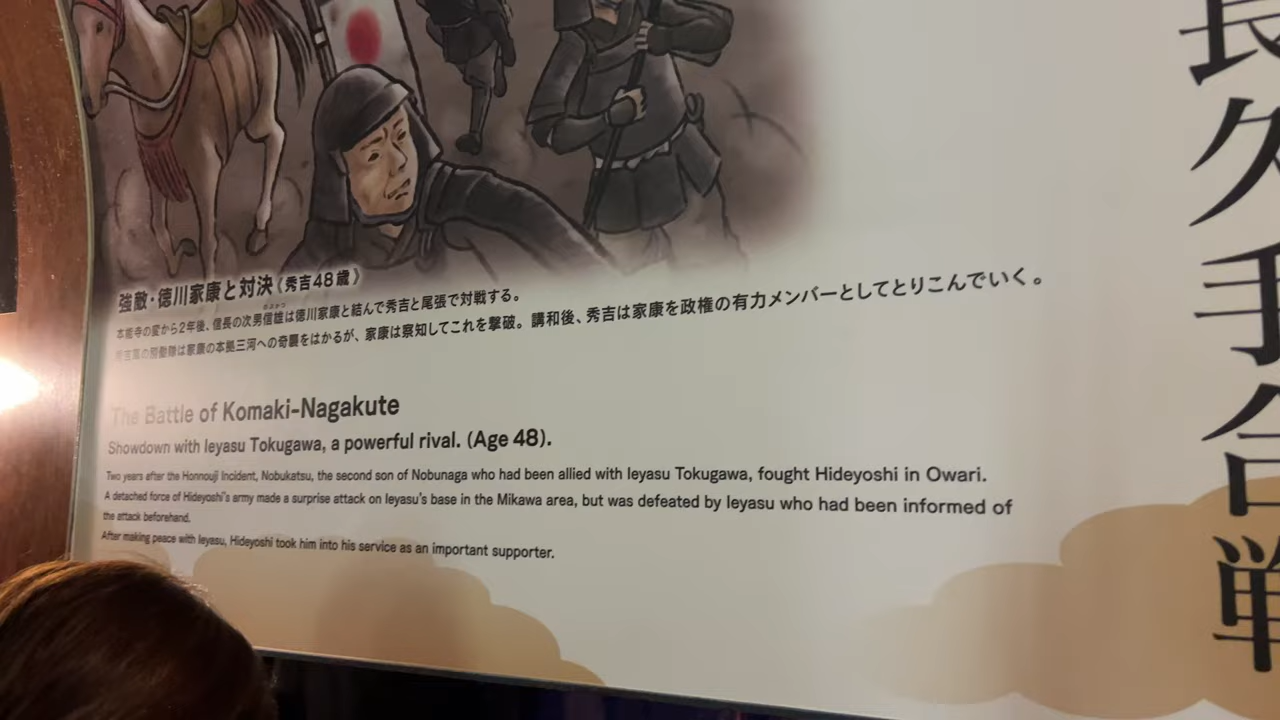 長久手合戦
強敵・徳川家康と対決(秀吉48歳)
本能寺の変から2年後、信長の次男信雄は徳川家康と結んで秀吉と尾張で対戦する。
秀吉軍の別働隊は家康の本拠三河への奇襲をはかるが、家康は察知してこれを撃破。講和後、秀吉は家康を政権の有力メンバーとしてとりこんでいく。
The Battle of Komaki-Nagakute
Showdown with Ieyasu Tokugawa, a powerful rival. (Age 48).
Two years after the Honnouji Incident, Nobukatsu, the second son of Nobunaga who had been allied with Ieyasu Tokugawa, fought Hideyoshi in Owari.
A detached force of Hideyoshi's army made a surprise attack on Ieyasu's base in the Mikawa area, but was defeated by Ieyasu who had been informed of
the attack beforehand.
After making peace with Ieyasu, Hideyoshi took him into his service as an important supporter.